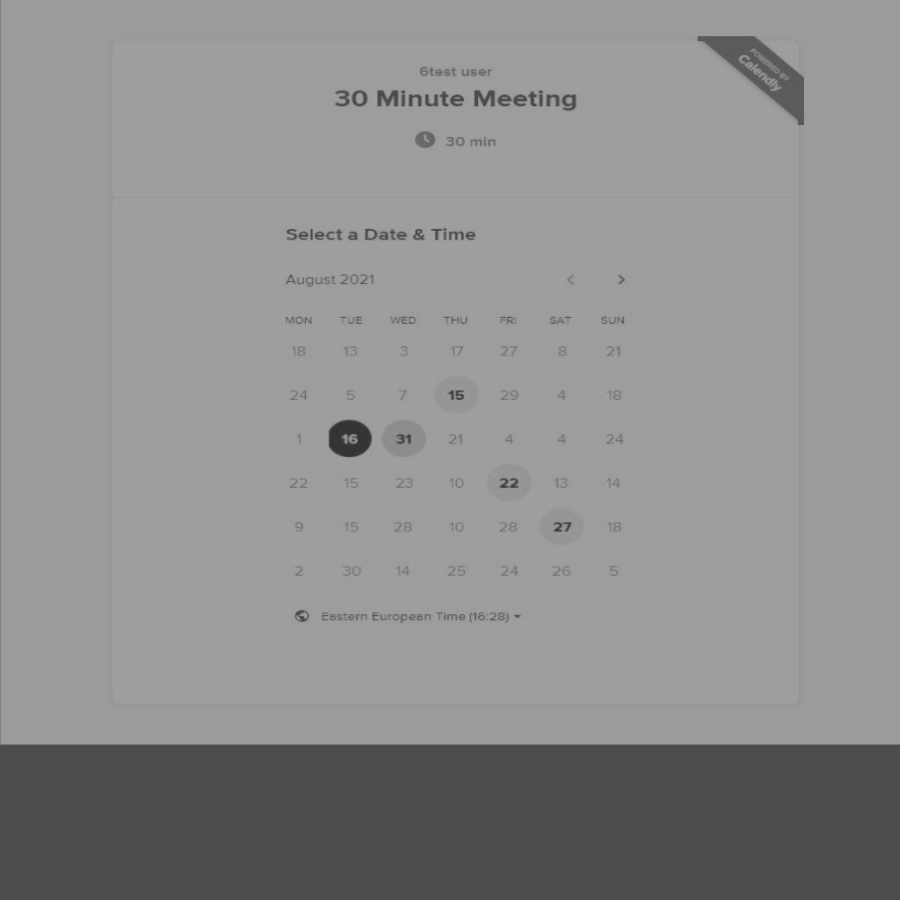 POWERED BY
Calendly
6test user
30 Minute Meeting
30 min
Select a Date & Time
August 2021
MON TUE WED THU FRI SAT SUN
18 13 3 17 27 8 21
24 5 7 15 29 4 18
1 16 31 21 4 4 24
22 15 23 10 22 13 14
9 15 28 10 28 27 18
2 30 14 25 24 26 5
Eastern European Time (16:28)